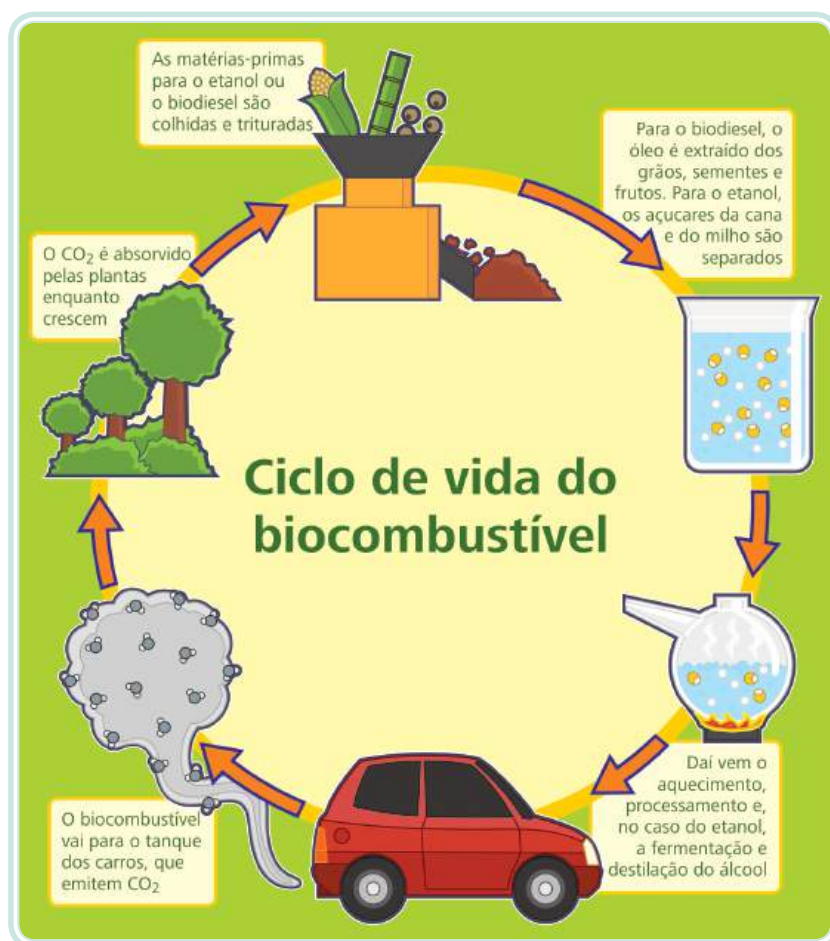 As matérias-primas
para o etanol ou
o biodiesel são
colhidas e trituradas
Para o biodiesel, o
óleo é extraído dos
grãos, sementes e
frutos. Para o etanol,
os açucares da cana
e do milho são
separados
O CO₂ é absorvido
pelas plantas
enquanto
crescem
Ciclo de vida do
biocombustível
Daí vem o
aquecimento,
processamento e,
no caso do etanol,
a fermentação e
destilação do álcool
O biocombustível
vai para o tanque
dos carros, que
emitem CO₂